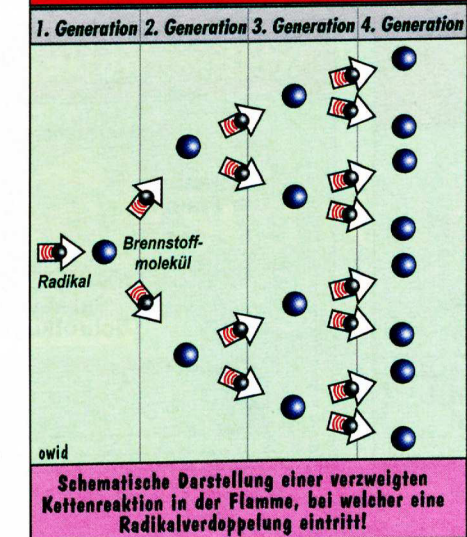 1. Generation 2. Generation 3. Generation 4. Generation
Brennstoff-
molekül
Radikal
owid
Schematische Darstellung einer verzweigten
Kettenreaktion in der Flamme, bei welcher eine
Radikalverdoppelung eintritt!